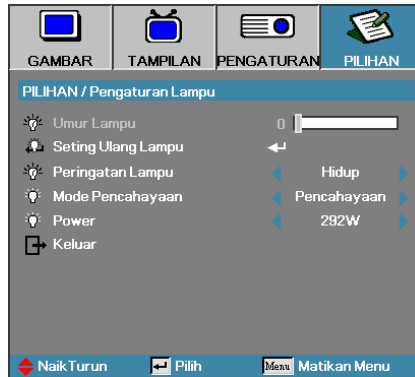 GAMBAR TAMPILAN PENGATURAN PILIHAN
PILIHAN / Pengaturan Lampu
Umur Lampu 0
Seting Ulang Lampu
Peringatan Lampu Hidup
Mode Pencahayaan Pencahayaan
Power 292W
Keluar
NaikTurun Pilih Menu Matikan Menu